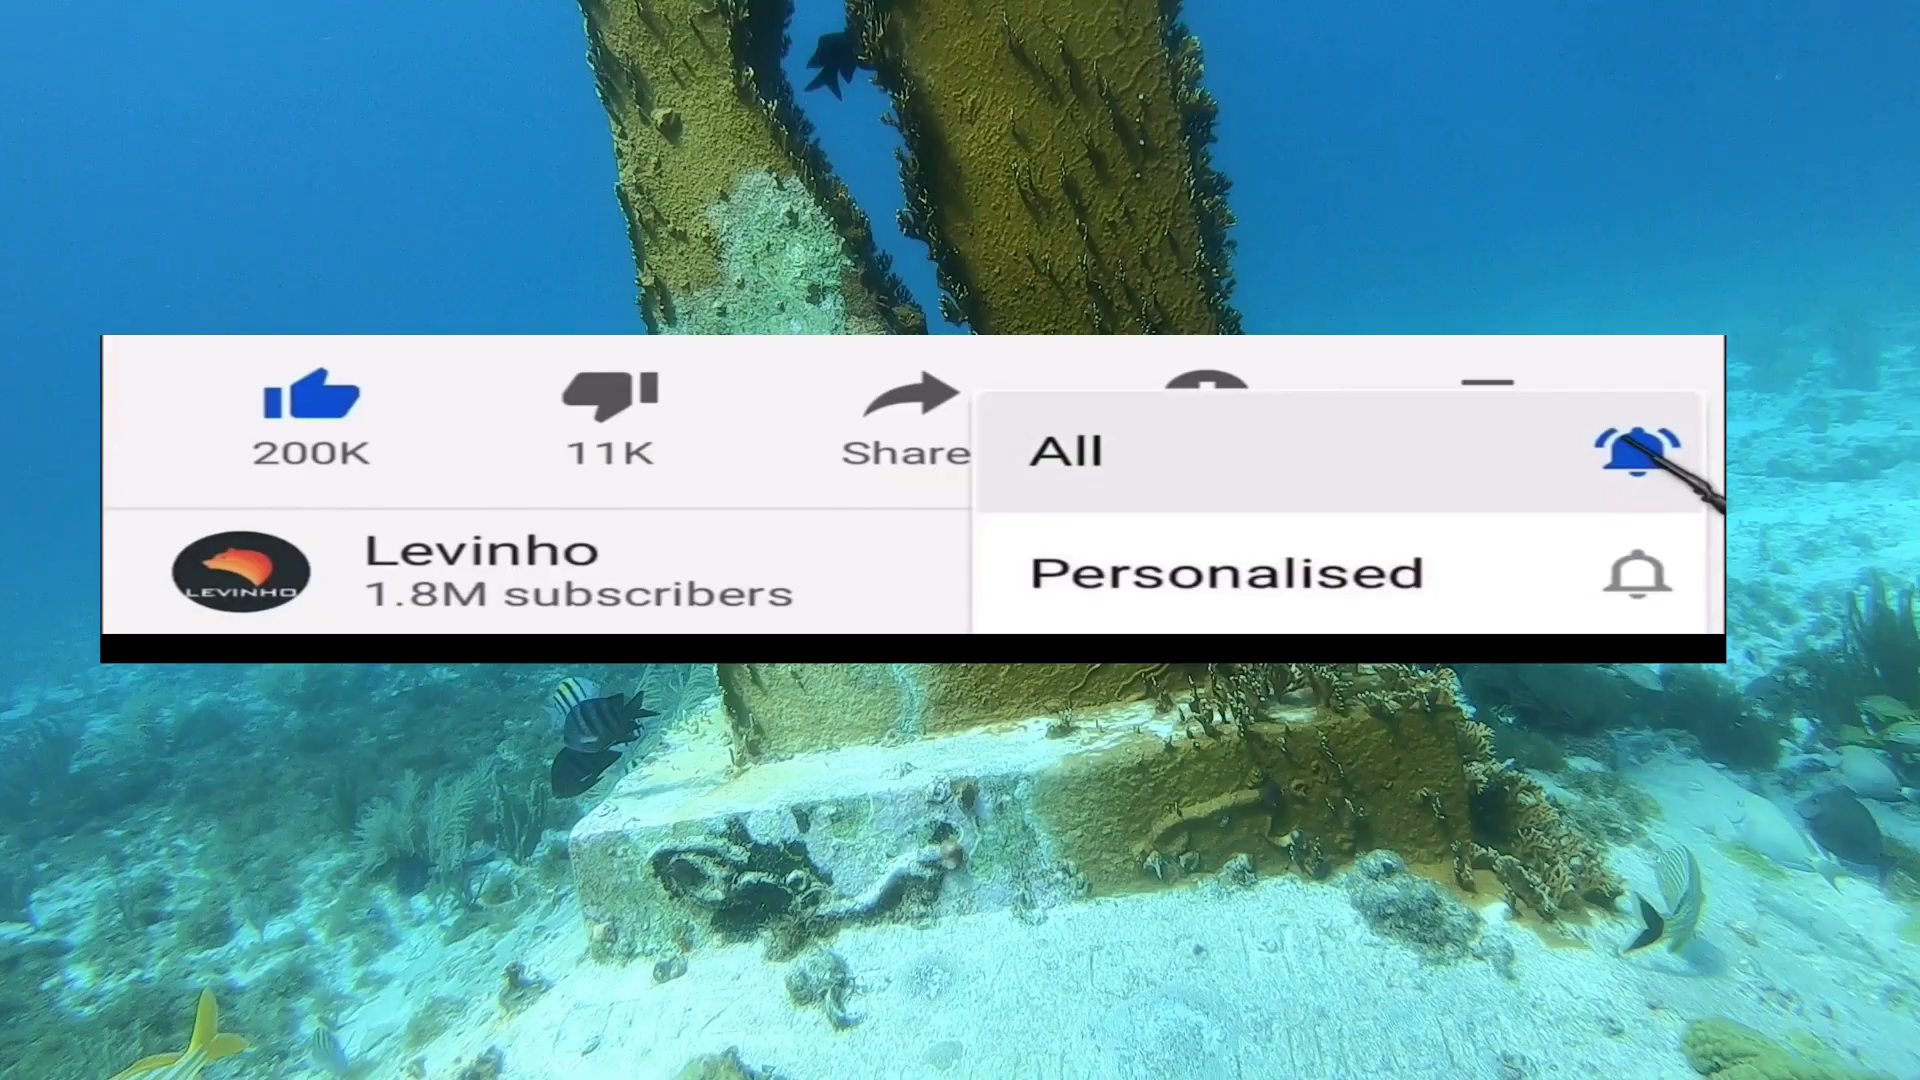 200K
11K
Share
All
Levinho
1.8M subscribers
LEVINHO
Personalised